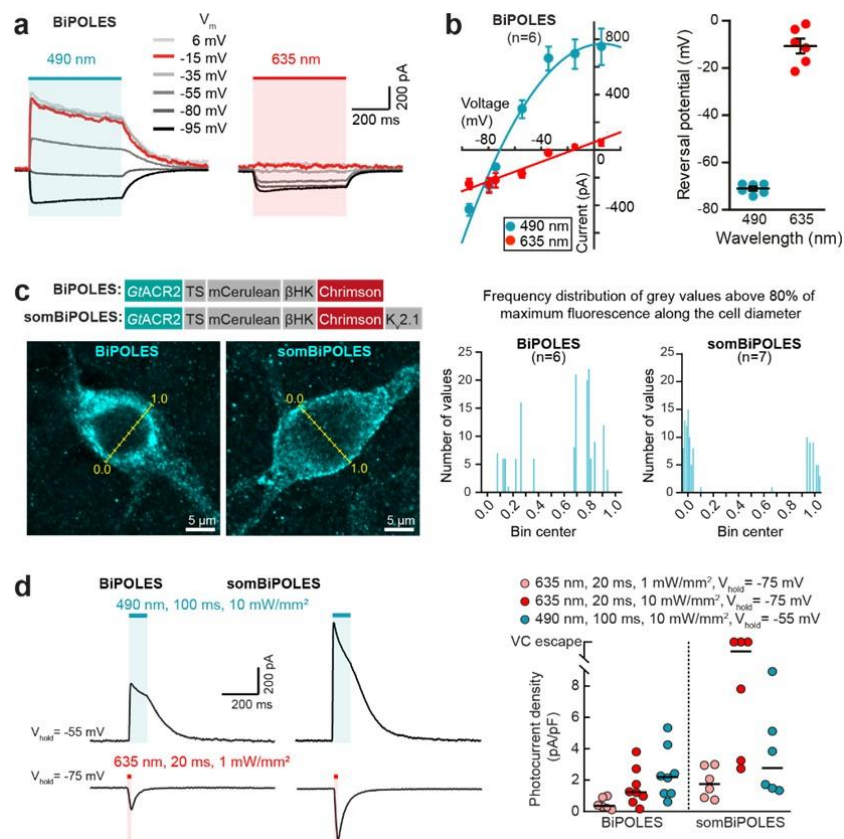 a
BiPOLES
Vm
6 mV
-15 mV
-35 mV
-55 mV
-80 mV
-95 mV
490 nm
635 nm
200 pA
200 ms
b
BiPOLES
(n=6)
Voltage
(mV)
-80
-40
800
400
-400
Current (pA)
490 nm
635 nm
Reversal potential (mV)
0
-20
-40
-60
-80
490
635
Wavelength (nm)
c
BiPOLES:
GtACR2
TS
mCerulean
βHK
Chrimson
somBiPOLES:
GtACR2
TS
mCerulean
βHK
Chrimson
Kv2.1
BiPOLES
1.0
0.0
5 µm
somBiPOLES
0.0
1.0
5 µm
Frequency distribution of grey values above 80% of
maximum fluorescence along the cell diameter
BiPOLES
(n=6)
Number of values
25
20
15
10
5
0
0.0
0.2
0.4
0.6
0.8
1.0
Bin center
somBiPOLES
(n=7)
Number of values
25
20
15
10
5
0
0.0
0.2
0.4
0.6
0.8
1.0
Bin center
d
BiPOLES
somBiPOLES
490 nm, 100 ms, 10 mW/mm²
200 pA
200 ms
Vhold= -55 mV
635 nm, 20 ms, 1 mW/mm²
Vhold= -75 mV
635 nm, 20 ms, 1 mW/mm², Vhold= -75 mV
635 nm, 20 ms, 10 mW/mm², Vhold= -75 mV
490 nm, 100 ms, 10 mW/mm², Vhold= -55 mV
VC escape
Photocurrent density
(pA/pF)
10
8
6
4
2
0
BiPOLES
somBiPOLES